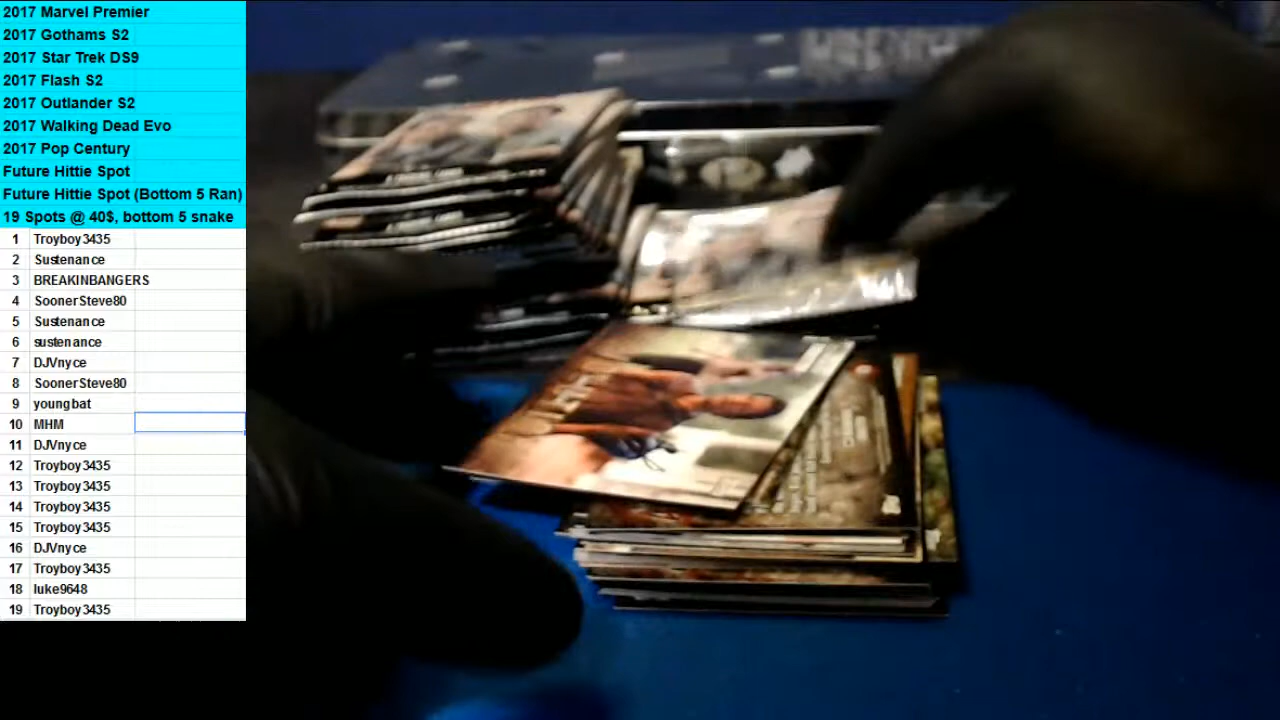 2017 Marvel Premier
2017 Gothams S2
2017 Star Trek DS9
2017 Flash S2
2017 Outlander S2
2017 Walking Dead Evo
2017 Pop Century
Future Hittie Spot
Future Hittie Spot (Bottom 5 Ran)
19 Spots @ 40$, bottom 5 snake
1 Troyboy3435
2 Sustenance
3 BREAKINBANGERS
4 SoonerSteve80
5 Sustenance
6 sustenance
7 DJVnyce
8 SoonerSteve80
9 youngbat
10 MHM
11 DJVnyce
12 Troyboy3435
13 Troyboy3435
14 Troyboy3435
15 Troyboy3435
16 DJVnyce
17 Troyboy3435
18 luke9648
19 Troyboy3435